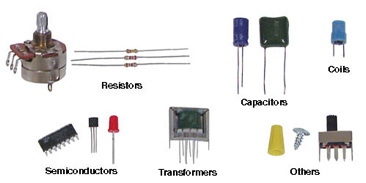 Resistors
Capacitors
Coils
Semiconductors
Transformers
Others